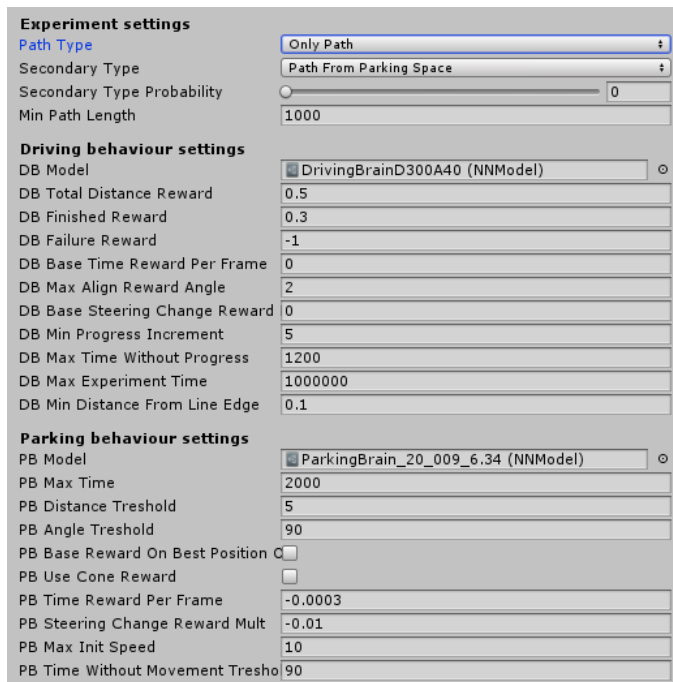 Experiment settings
Path Type Only Path
Secondary Type Path From Parking Space
Secondary Type Probability 0
Min Path Length 1000
Driving behaviour settings
DB Model DrivingBrainD300A40 (NNModel)
DB Total Distance Reward 0.5
DB Finished Reward 0.3
DB Failure Reward -1
DB Base Time Reward Per Frame 0
DB Max Align Reward Angle 2
DB Base Steering Change Reward 0
DB Min Progress Increment 5
DB Max Time Without Progress 1200
DB Max Experiment Time 1000000
DB Min Distance From Line Edge 0.1
Parking behaviour settings
PB Model ParkingBrain_20_009_6.34 (NNModel)
PB Max Time 2000
PB Distance Treshold 5
PB Angle Treshold 90
PB Base Reward On Best Position C
PB Use Cone Reward
PB Time Reward Per Frame -0.0003
PB Steering Change Reward Mult -0.01
PB Max Init Speed 10
PB Time Without Movement Tresho 90